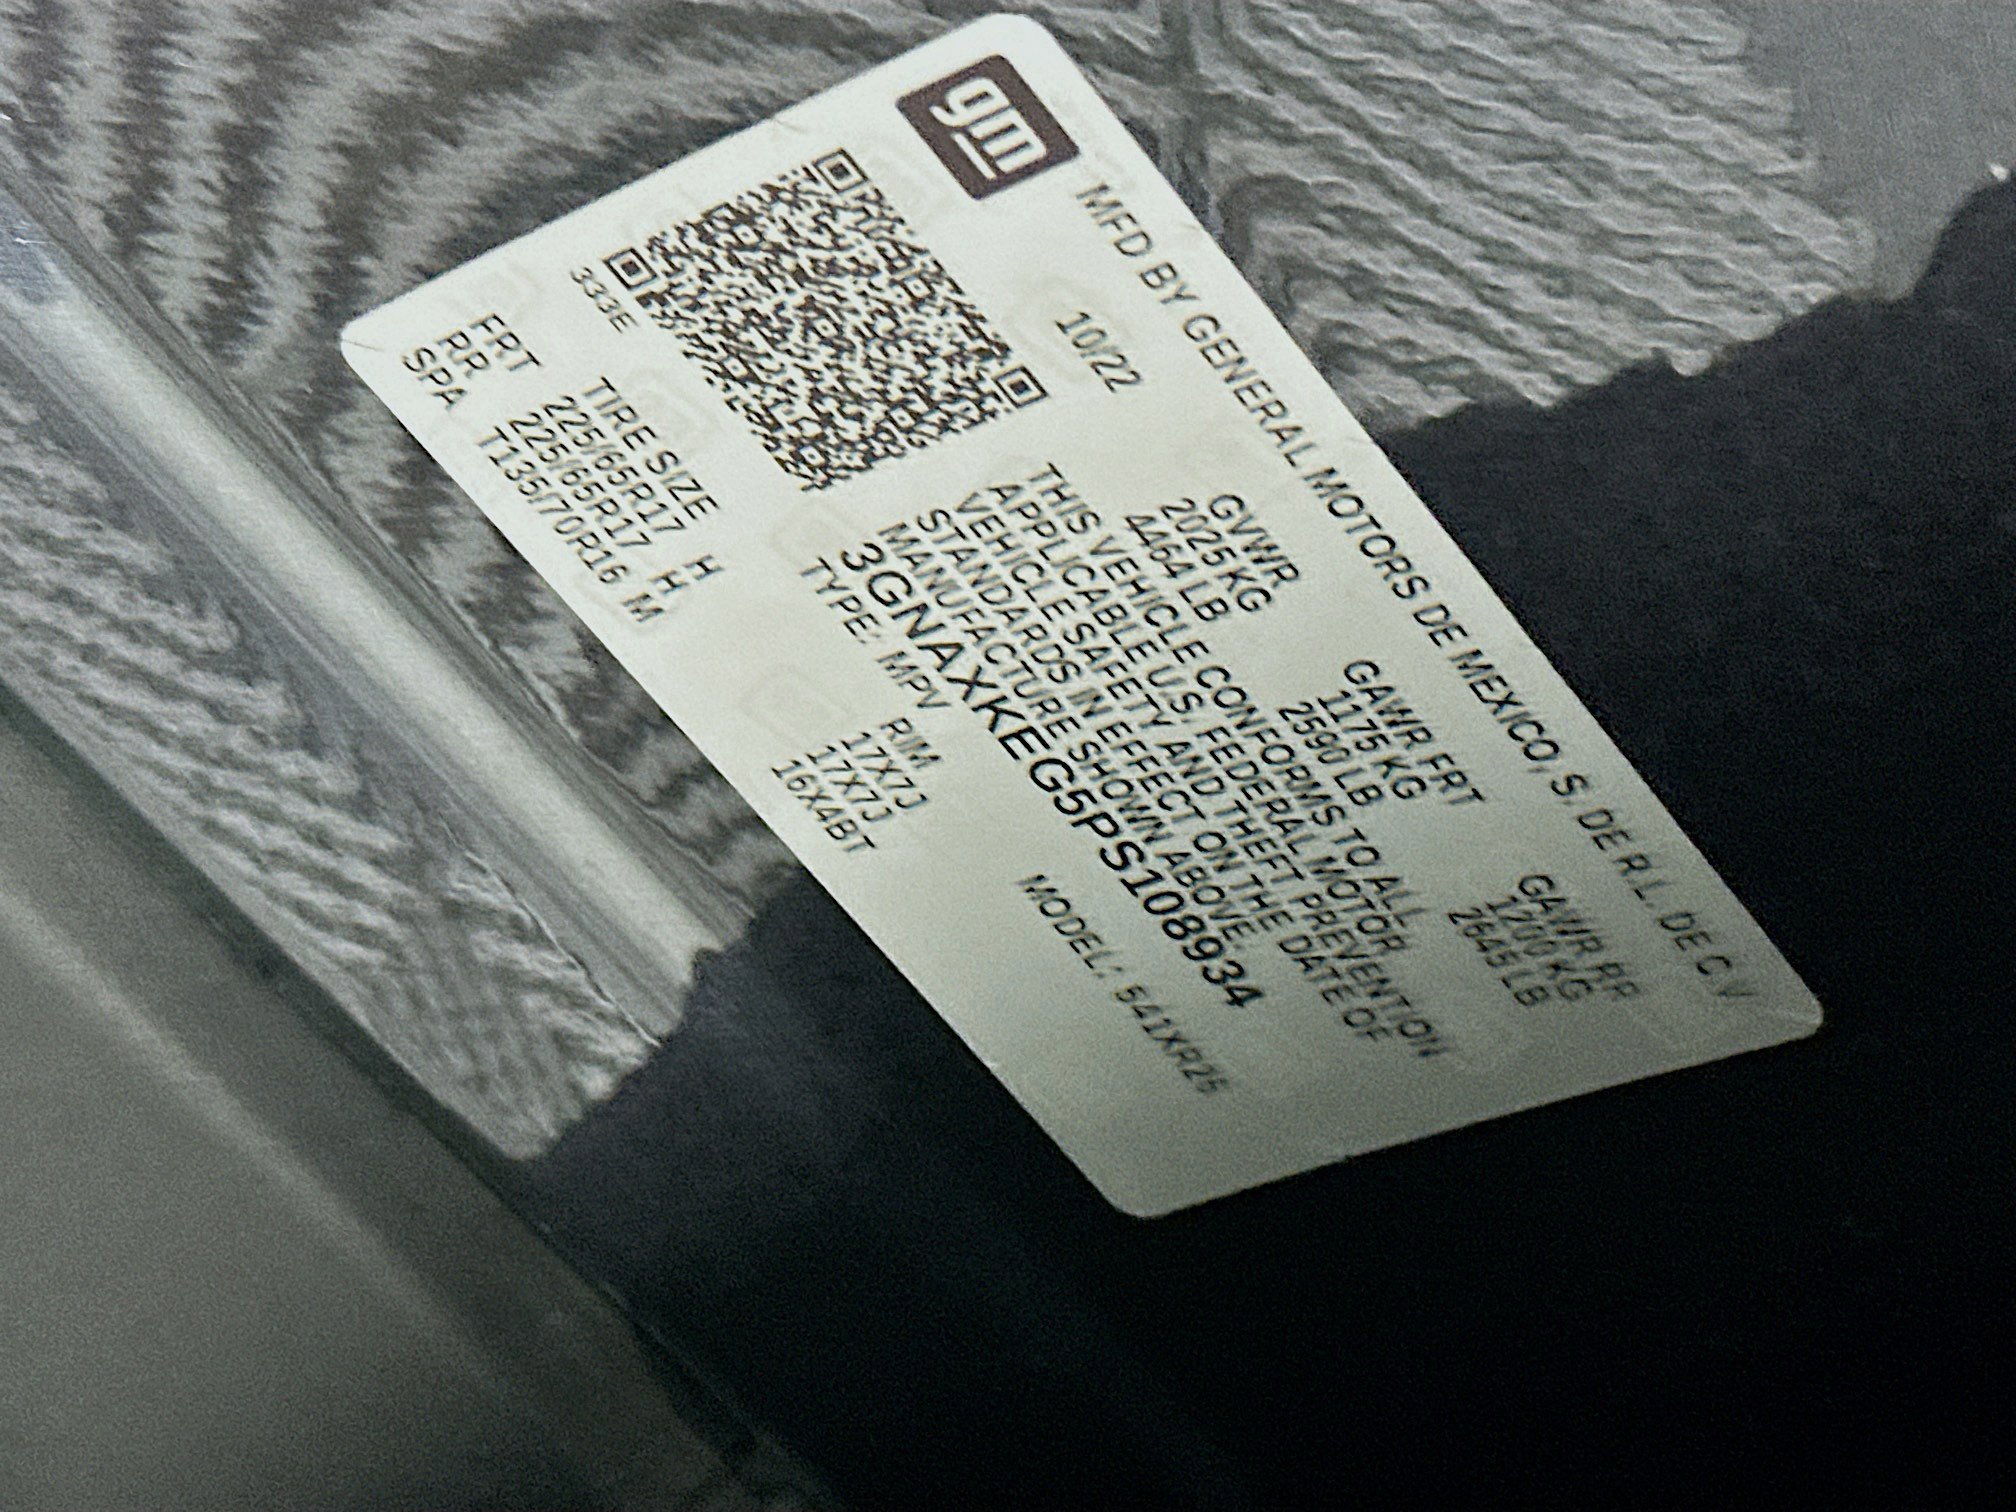 gm
MFD BY GENERAL MOTORS DE MEXICO, S. DE R.L. DE C.V
10/22
GVWR GAWR FRT GAWR RR
2025 KG 1175 KG 1200 KG
4464 LB 2590 LB 2645 LB
THIS VEHICLE CONFORMS TO ALL
APPLICABLE U.S. FEDERAL MOTOR
VEHICLE SAFETY AND THEFT PREVENTION
STANDARDS IN EFFECT ON THE DATE OF
MANUFACTURE SHOWN ABOVE.
3GNAXKEG5PS108934
TYPE: MPV MODEL: 541XR26
333E
TIRE SIZE RIM
FRT 225/65R17 H 17X7J
RR 225/65R17 H 17X7J
SPA T135/70R16 M 16X4BT